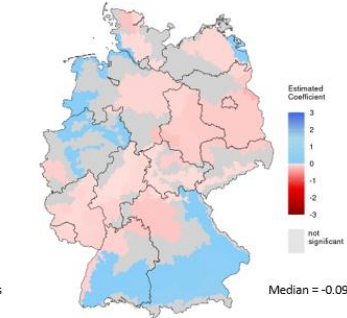 Estimated
Coefficient
3
2
1
0
-1
-2
-3
not
significant
s
Median = -0.09